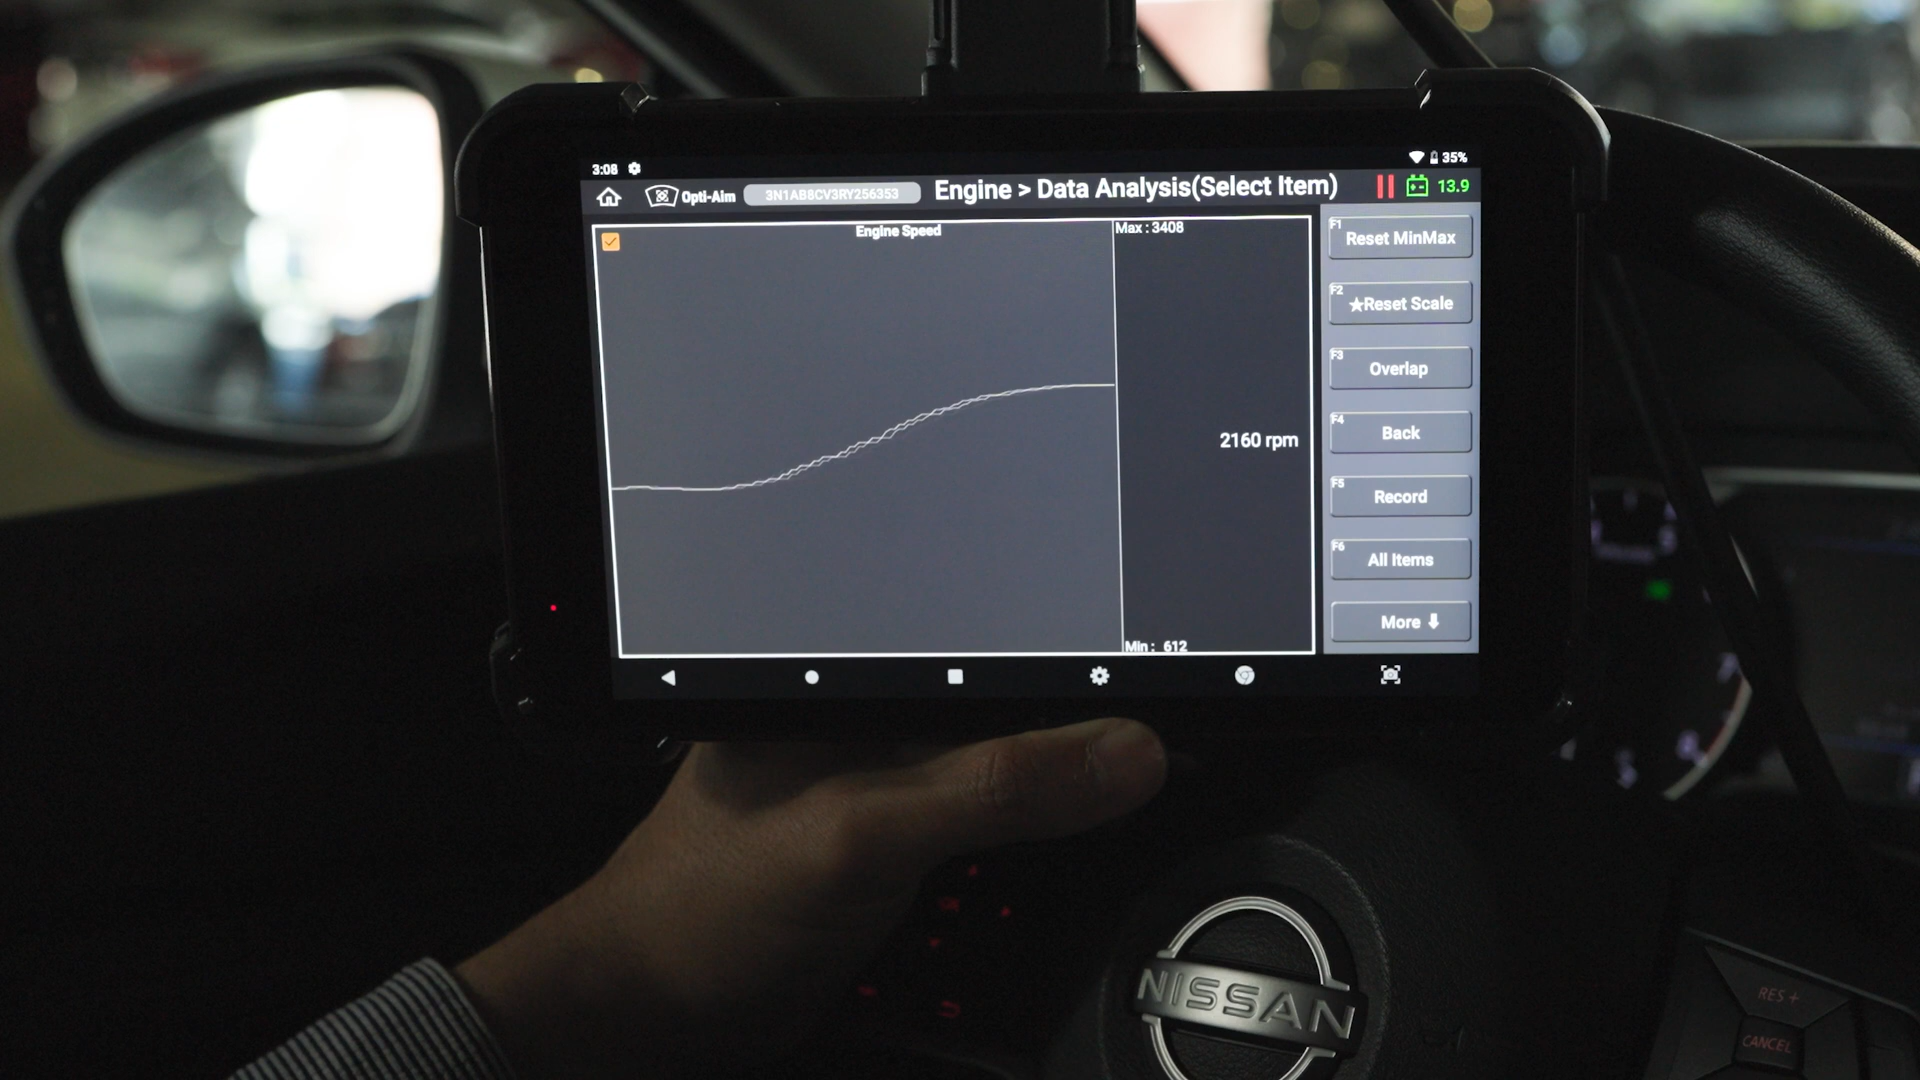 3:08
35%
Opti-Aim
3N1AB8CV3RY256353
Engine > Data Analysis(Select Item)
13.9
Engine Speed
Max : 3408
2160 rpm
Min : 612
F1
Reset MinMax
F2
★Reset Scale
F3
Overlap
F4
Back
F5
Record
F6
All Items
More ⬇
NISSAN
RES +
CANCEL